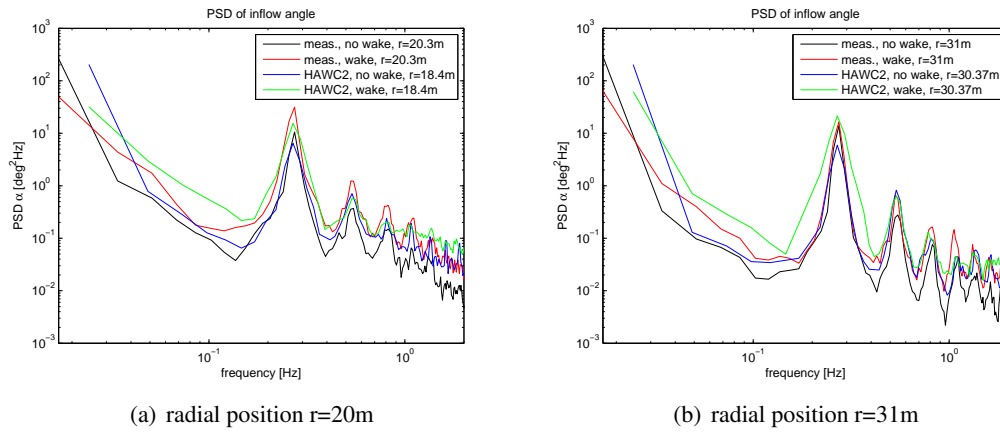 PSD of inflow angle
PSD α [deg²Hz]
10³
10²
10¹
10⁰
10⁻¹
10⁻²
10⁻³
meas., no wake, r=20.3m
meas., wake, r=20.3m
HAWC2, no wake, r=18.4m
HAWC2, wake, r=18.4m
10⁻¹
10⁰
frequency [Hz]
(a) radial position r=20m
PSD of inflow angle
PSD α [deg²Hz]
10³
10²
10¹
10⁰
10⁻¹
10⁻²
10⁻³
meas., no wake, r=31m
meas., wake, r=31m
HAWC2, no wake, r=30.37m
HAWC2, wake, r=30.37m
10⁻¹
10⁰
frequency [Hz]
(b) radial position r=31m